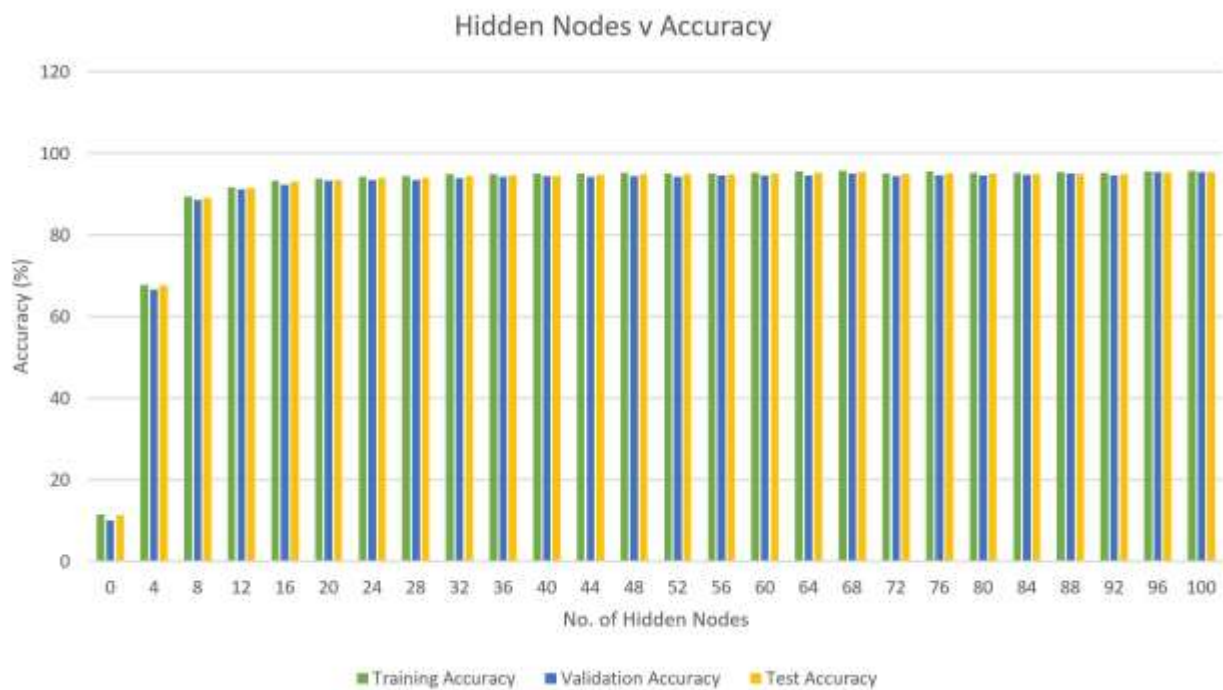 Hidden Nodes v Accuracy
120
100
80
60
40
20
0
Accuracy (%)
0 4 8 12 16 20 24 28 32 36 40 44 48 52 56 60 64 68 72 76 80 84 88 92 96 100
No. of Hidden Nodes
Training Accuracy Validation Accuracy Test Accuracy